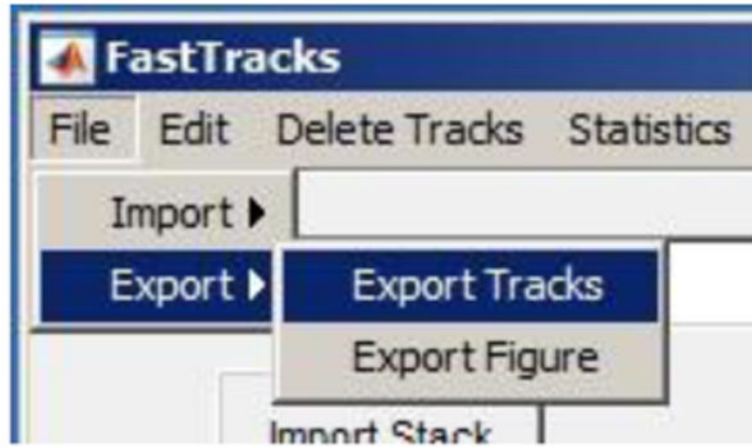 FastTracks
File Edit Delete Tracks Statistics
Import
Export Export Tracks
Export Figure
Import Stack